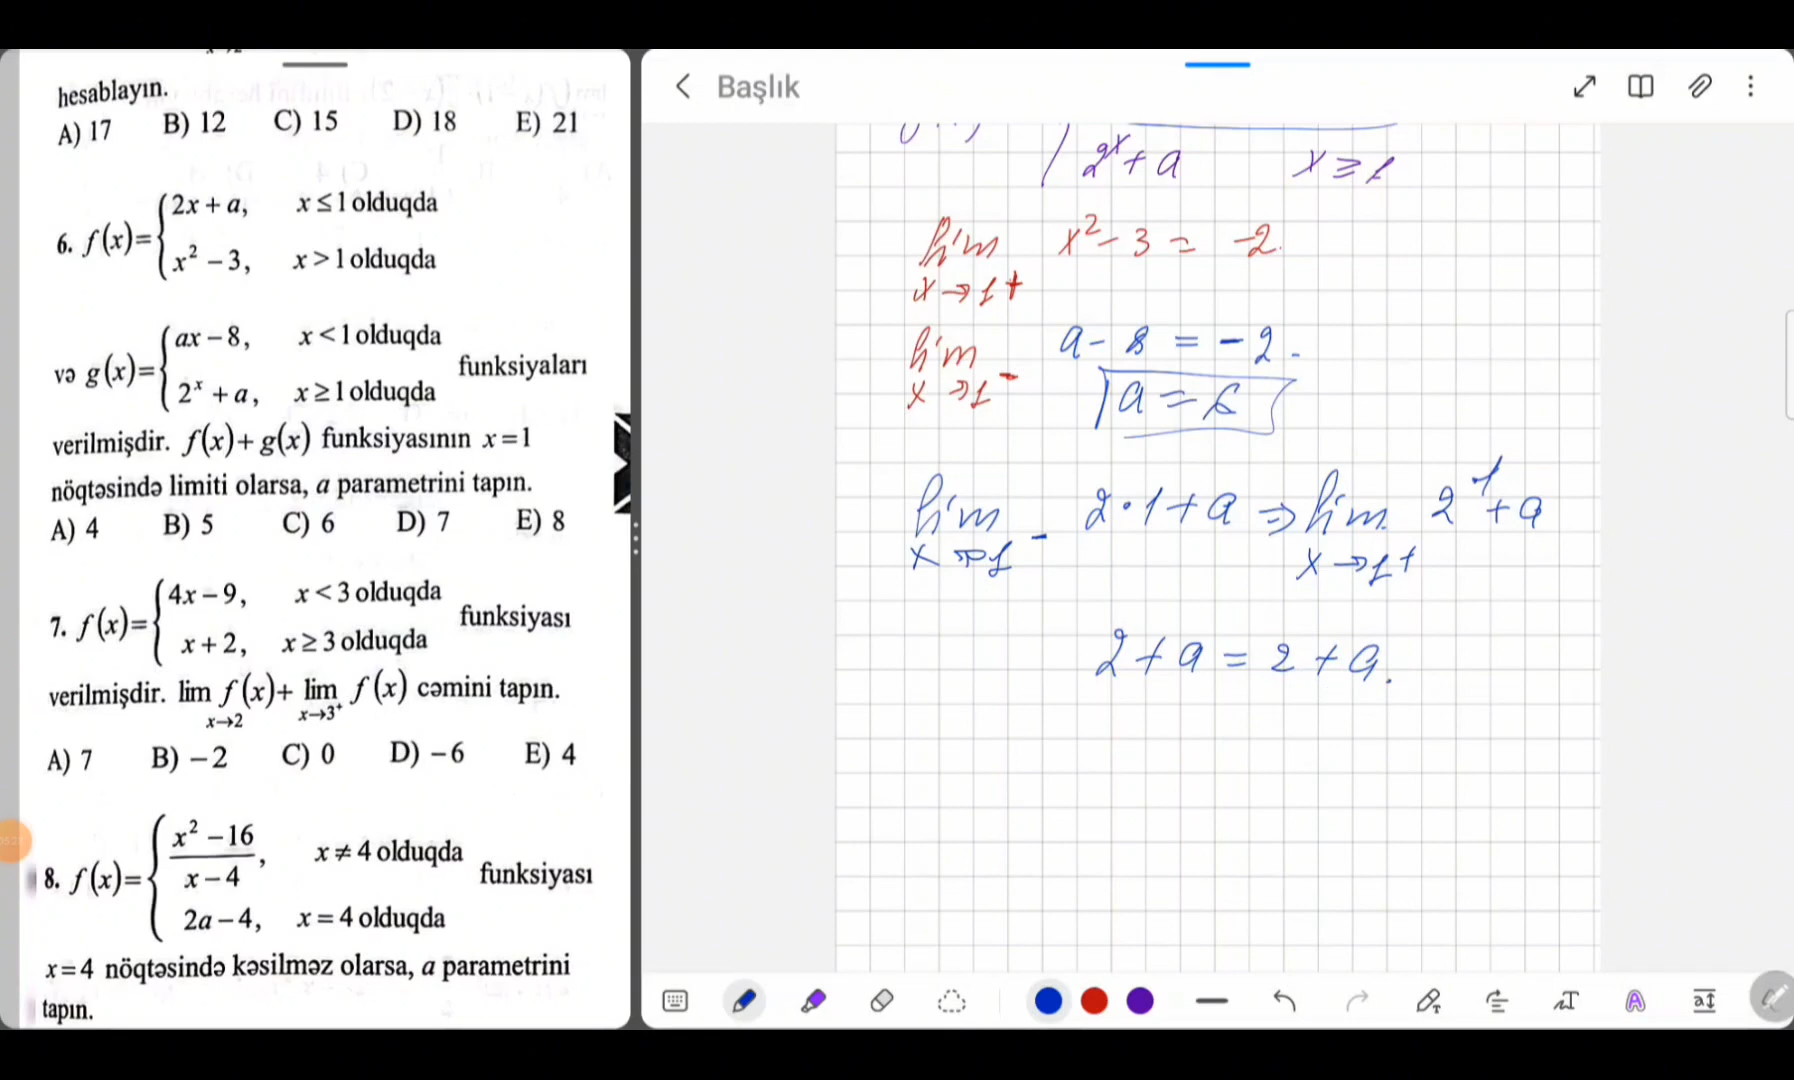 hesablayın.
A) 17 B) 12 C) 15 D) 18 E) 21
6. f(x)= { 2x + a, x ≤ 1 olduqda
x² − 3, x > 1 olduqda
və g(x)= { ax − 8, x < 1 olduqda
2ˣ + a, x ≥ 1 olduqda funksiyaları
verilmişdir. f(x)+ g(x) funksiyasının x = 1
nöqtəsində limiti olarsa, a parametrini tapın.
A) 4 B) 5 C) 6 D) 7 E) 8
7. f(x)= { 4x − 9, x < 3 olduqda
x + 2, x ≥ 3 olduqda funksiyası
verilmişdir. lim x→2 f(x)+ lim x→3⁺ f(x) cəmini tapın.
A) 7 B) − 2 C) 0 D) − 6 E) 4
8. f(x)= { x² − 16 / x − 4, x ≠ 4 olduqda
2a − 4, x = 4 olduqda funksiyası
x = 4 nöqtəsində kəsilməz olarsa, a parametrini
tapın.
Başlık
2ˣ + a x ≥ 1
lim x→1+ x² − 3 = −2.
lim x→1− a − 8 = −2.
a = 6
lim x→1− 2·1 + a ⇒ lim x→1+ 2¹ + a
2 + a = 2 + a.